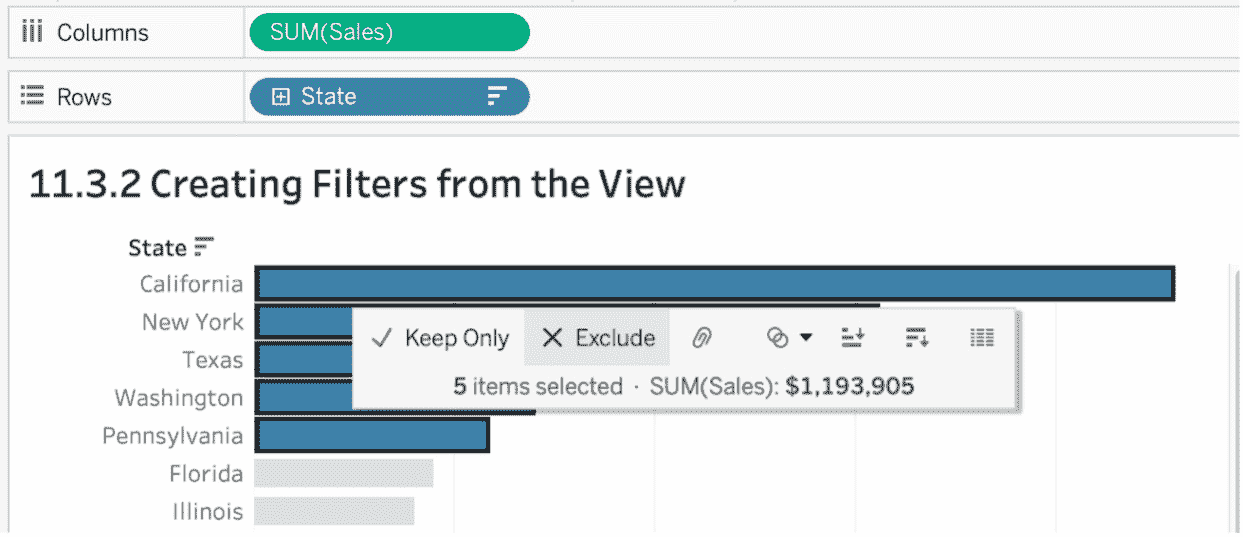 Columns SUM(Sales)
Rows State
11.3.2 Creating Filters from the View
State
California
New York
Keep Only Exclude
Texas
5 items selected · SUM(Sales): $1,193,905
Washington
Pennsylvania
Florida
Illinois